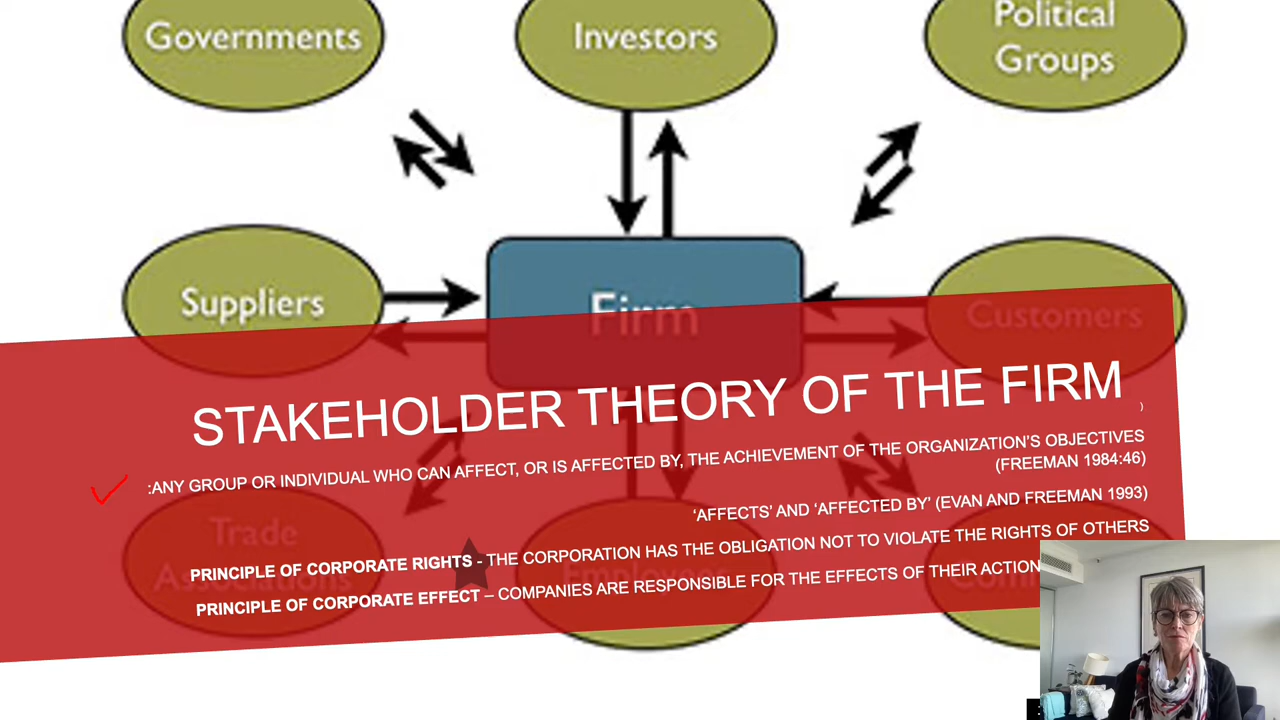 Governments
Investors
Political
Groups
Suppliers
Firm
Customers
STAKEHOLDER THEORY OF THE FIRM
)
:ANY GROUP OR INDIVIDUAL WHO CAN AFFECT, OR IS AFFECTED BY, THE ACHIEVEMENT OF THE ORGANIZATION'S OBJECTIVES
(FREEMAN 1984:46)
‘AFFECTS’ AND ‘AFFECTED BY’ (EVAN AND FREEMAN 1993)
PRINCIPLE OF CORPORATE RIGHTS - THE CORPORATION HAS THE OBLIGATION NOT TO VIOLATE THE RIGHTS OF OTHERS
PRINCIPLE OF CORPORATE EFFECT – COMPANIES ARE RESPONSIBLE FOR THE EFFECTS OF THEIR ACTION
Trade
Associations
Employees